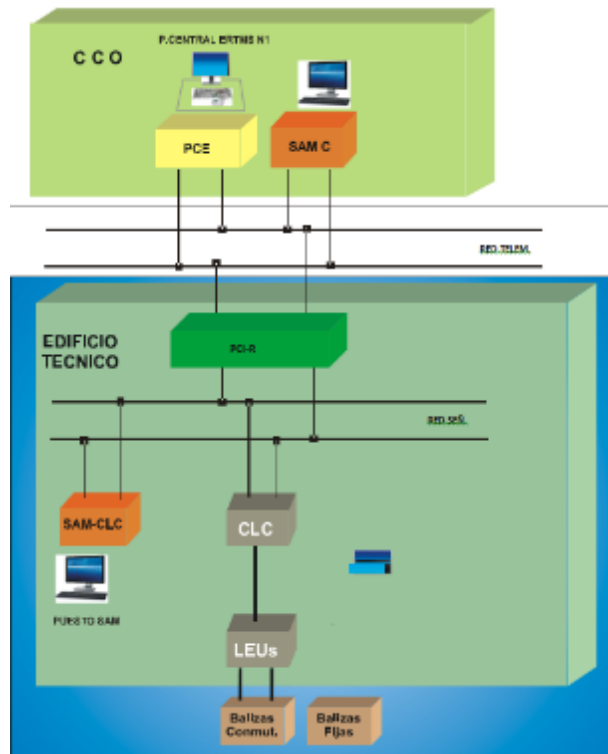 P.CENTRAL ERTMS N1
C C O
PCE
SAM C
RED TELEM.
EDIFICIO
TECNICO
PCI-R
RED SEÑ.
SAM-CLC
CLC
PUESTO SAM
LEUs
Balizas
Conmut.
Balizas
Fijas